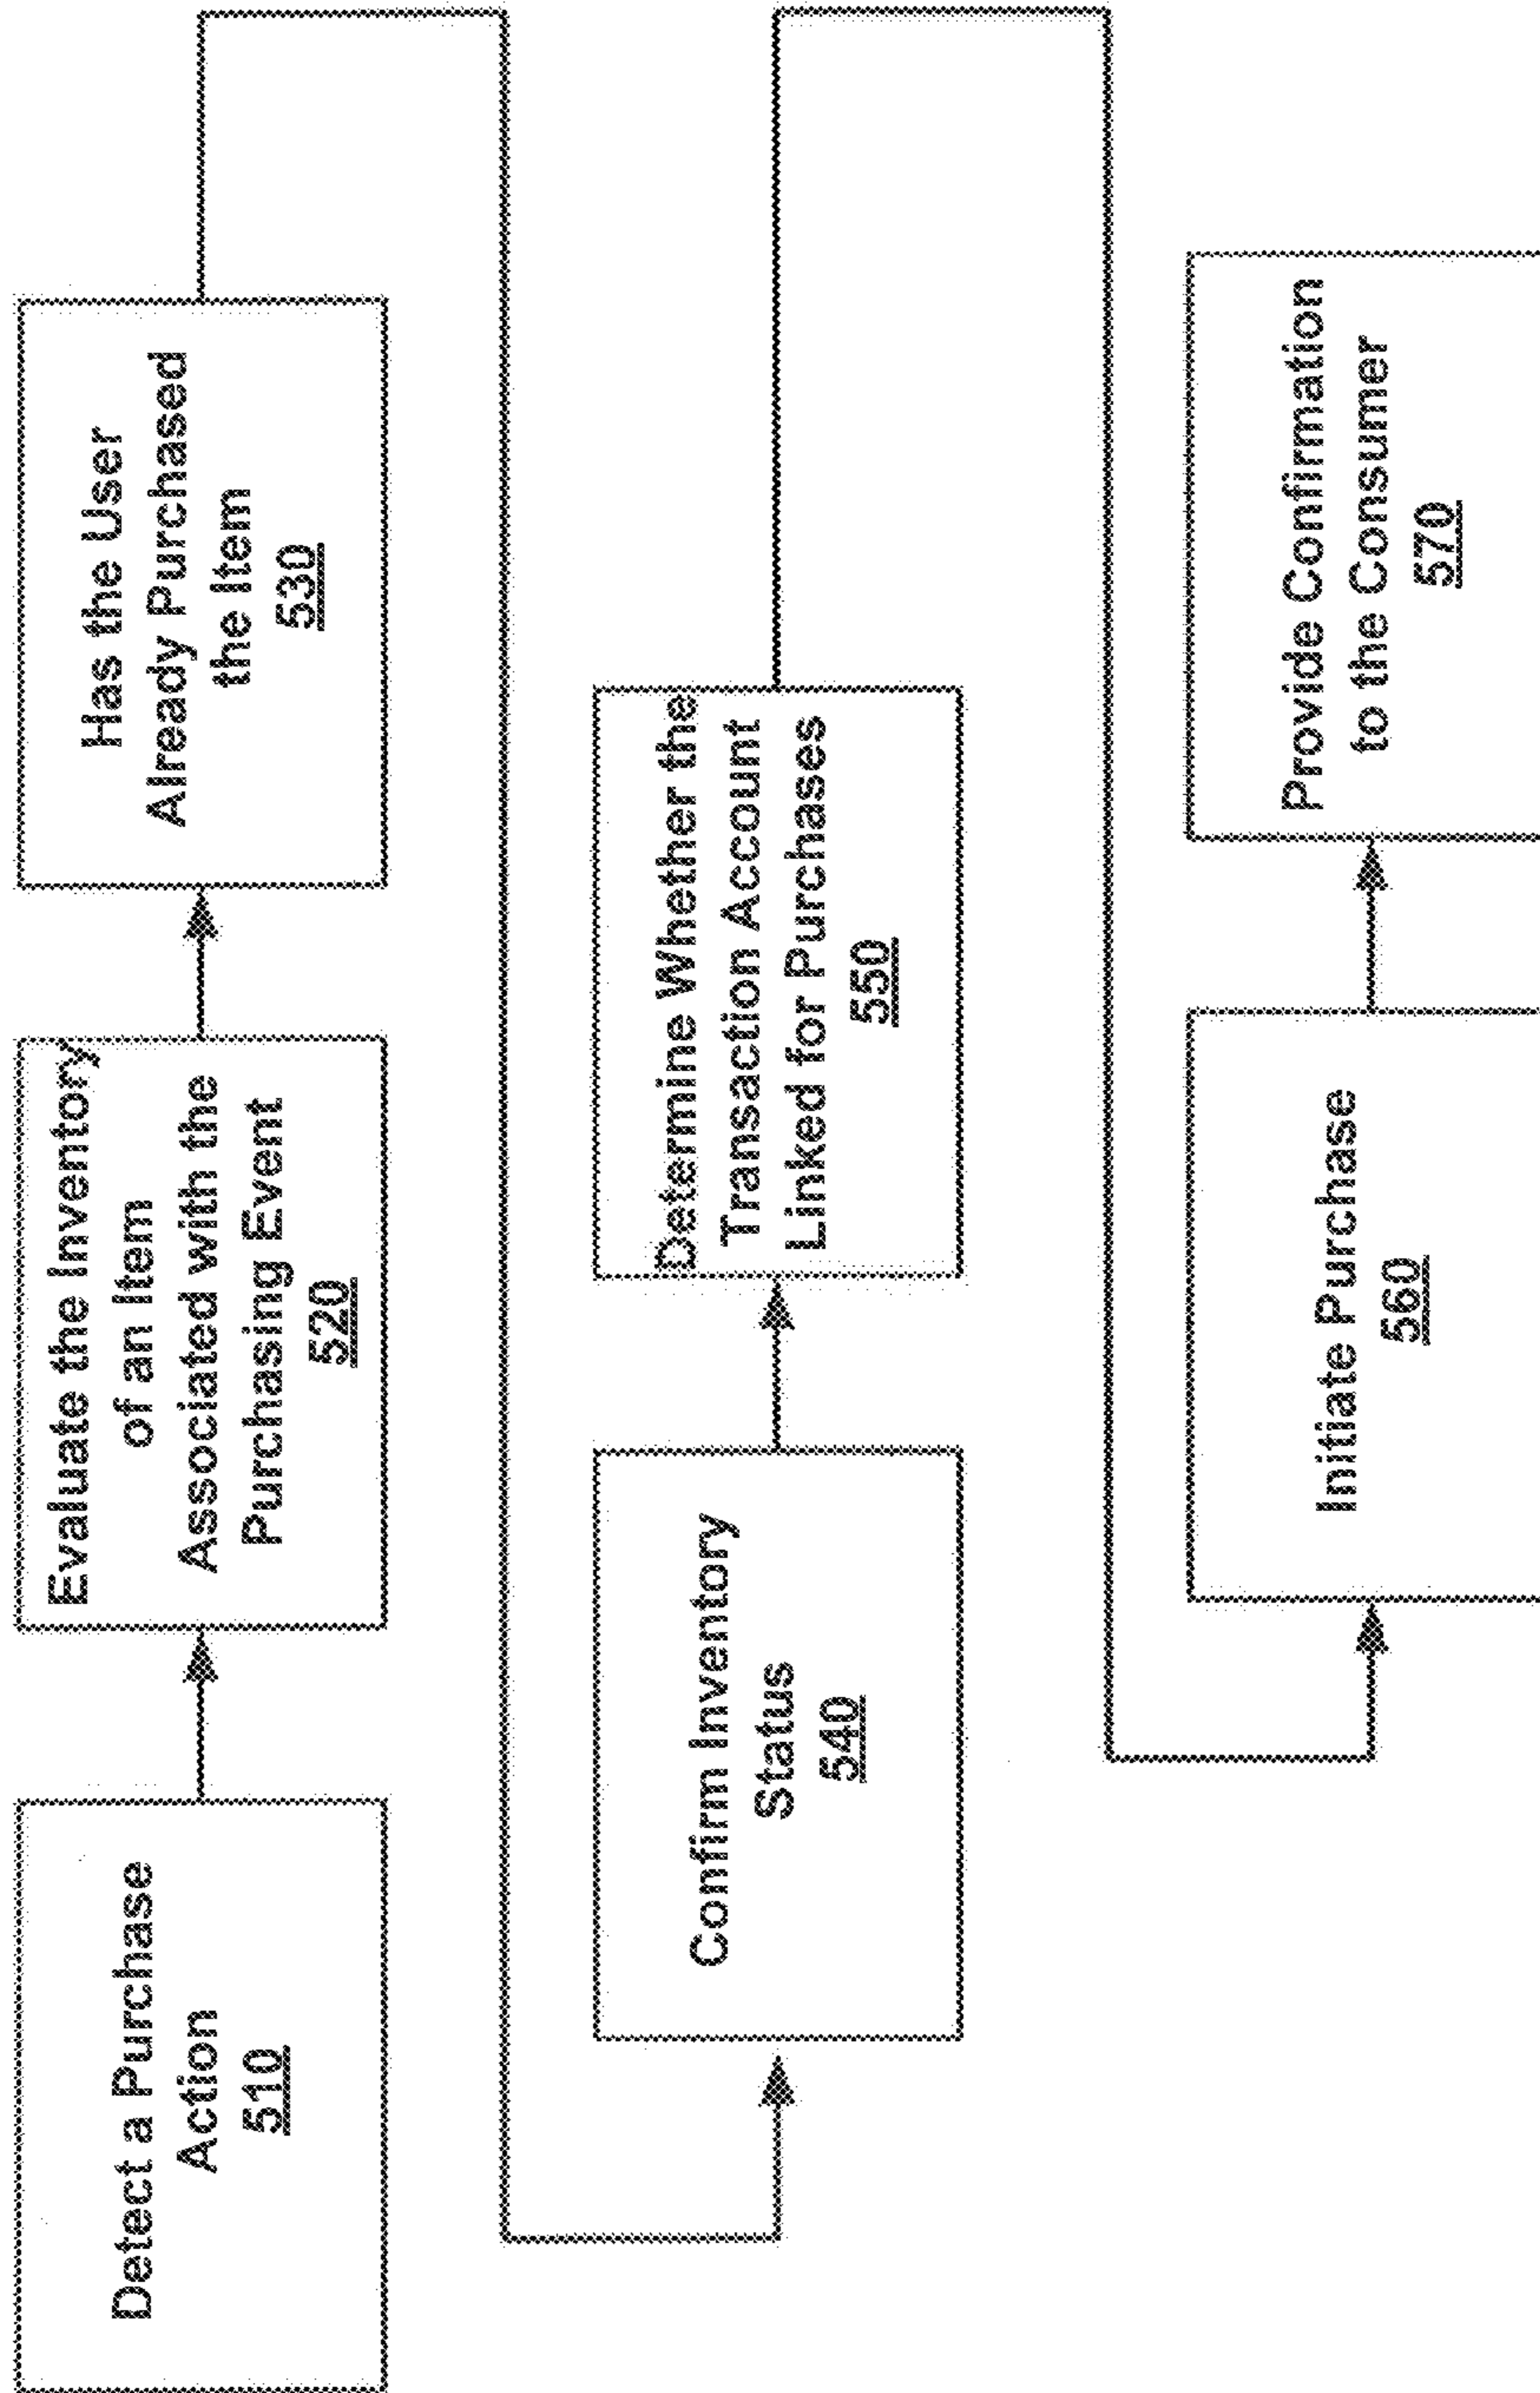 Detect a Purchase
Action
510
Evaluate the Inventory
of an Item
Associated with the
Purchasing Event
520
Has the User
Already Purchased
the Item
530
Confirm Inventory
Status
540
Determine Whether the
Transaction Account
Linked for Purchases
550
Initiate Purchase
560
Provide Confirmation
to the Consumer
570